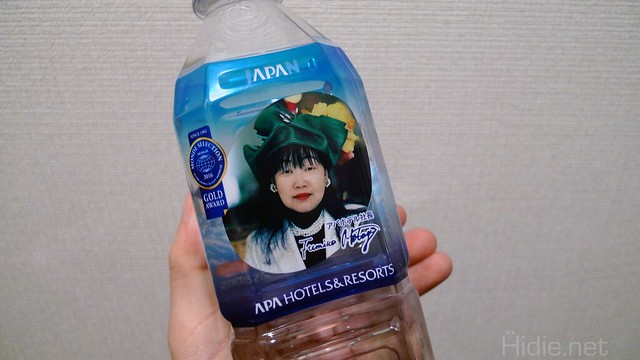 JAPAN
SINCE 1961
MONDE SELECTION
2016
GOLD
AWARD
アパホテル社長
Fumiko Motoya
APA HOTELS&RESORTS
Hidie.net